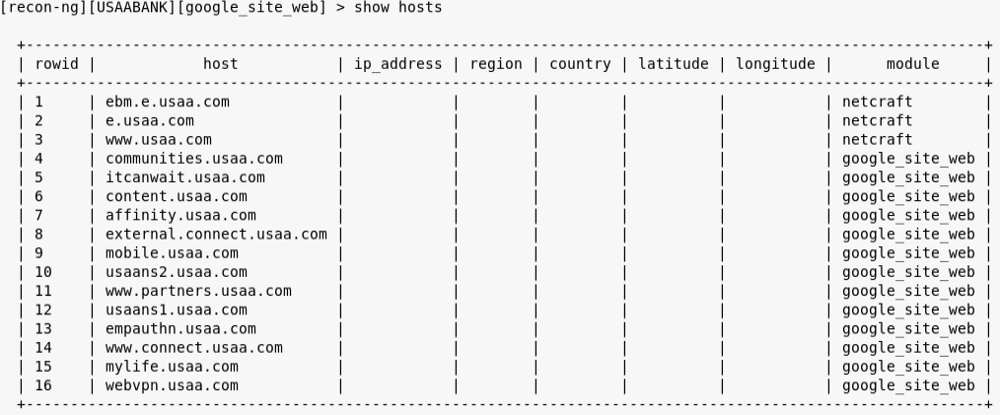 [recon-ng][USAABANK][google_site_web] > show hosts
+-------------------------------------------------------------------------------------------------------------+
| rowid |            host            | ip_address | region | country | latitude | longitude |      module     |
+-------------------------------------------------------------------------------------------------------------+
| 1     | ebm.e.usaa.com             |            |        |         |          |           | netcraft        |
| 2     | e.usaa.com                 |            |        |         |          |           | netcraft        |
| 3     | www.usaa.com               |            |        |         |          |           | netcraft        |
| 4     | communities.usaa.com       |            |        |         |          |           | google_site_web |
| 5     | itcanwait.usaa.com         |            |        |         |          |           | google_site_web |
| 6     | content.usaa.com           |            |        |         |          |           | google_site_web |
| 7     | affinity.usaa.com          |            |        |         |          |           | google_site_web |
| 8     | external.connect.usaa.com |            |        |         |          |           | google_site_web |
| 9     | mobile.usaa.com            |            |        |         |          |           | google_site_web |
| 10    | usaans2.usaa.com           |            |        |         |          |           | google_site_web |
| 11    | www.partners.usaa.com      |            |        |         |          |           | google_site_web |
| 12    | usaans1.usaa.com           |            |        |         |          |           | google_site_web |
| 13    | empauthn.usaa.com          |            |        |         |          |           | google_site_web |
| 14    | www.connect.usaa.com       |            |        |         |          |           | google_site_web |
| 15    | mylife.usaa.com            |            |        |         |          |           | google_site_web |
| 16    | webvpn.usaa.com            |            |        |         |          |           | google_site_web |
+-------------------------------------------------------------------------------------------------------------+